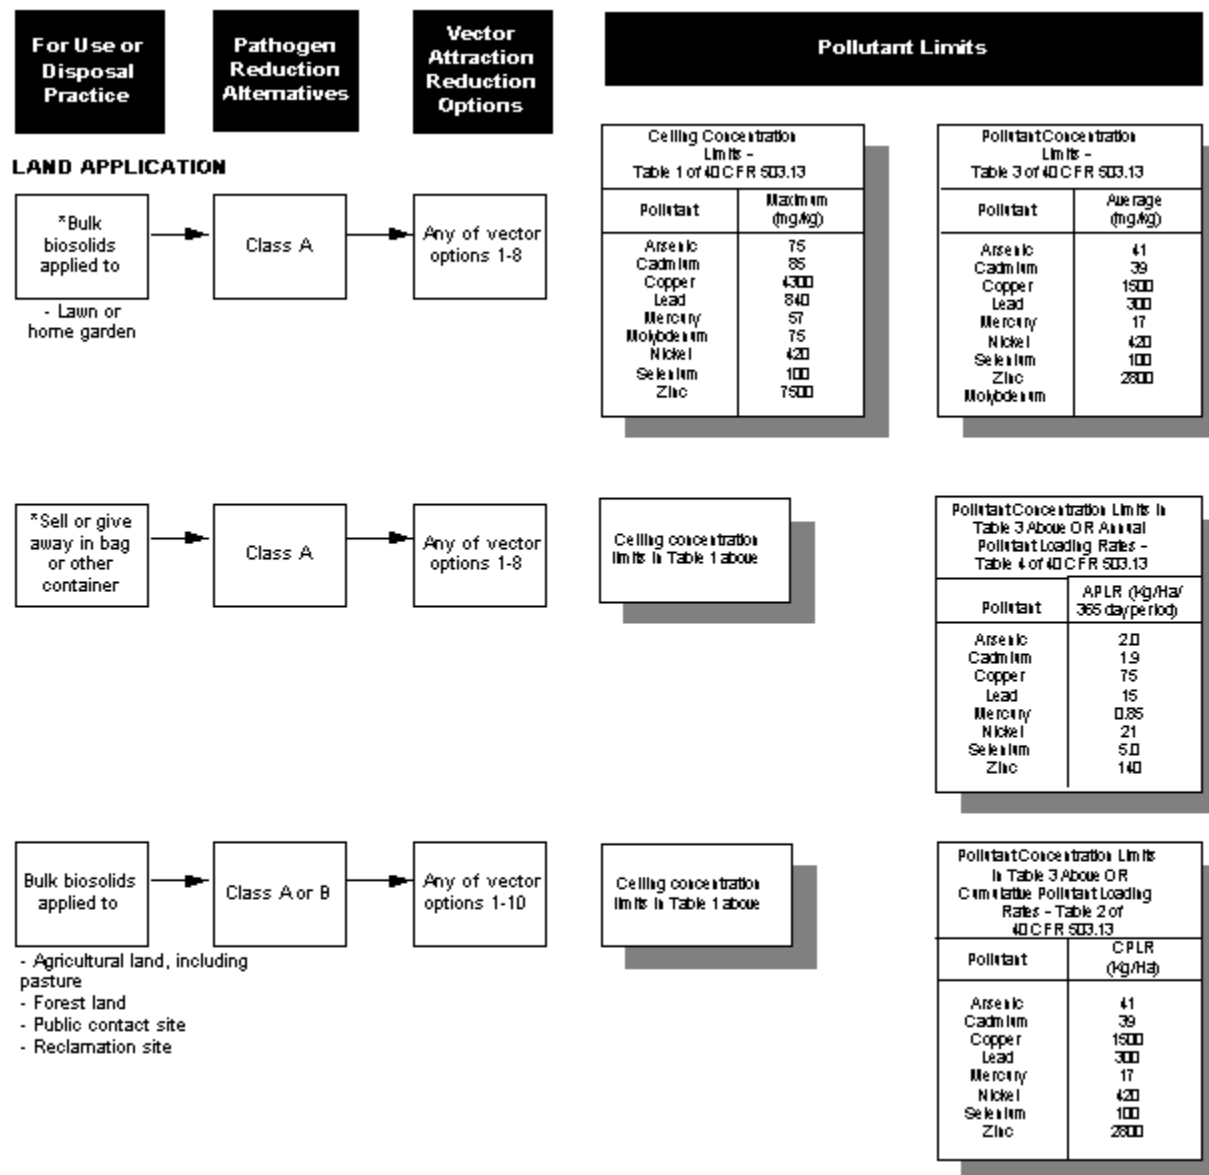 For Use or
Disposal
Practice
Pathogen
Reduction
Alternatives
Vector
Attraction
Reduction
Options
Pollutant Limits
LAND APPLICATION
*Bulk
biosolids
applied to
- Lawn or
home garden
Class A
Any of vector
options 1-8
Ceiling Concentration
Limits -
Table 1 of 40 CFR 503.13
Pollutant
Maximum
(mg/kg)
Arsenic 75
Cadmium 85
Copper 4300
Lead 840
Mercury 57
Molybdenum 75
Nickel 420
Selenium 100
Zinc 7500
Pollutant Concentration
Limits -
Table 3 of 40 CFR 503.13
Pollutant
Average
(mg/kg)
Arsenic 41
Cadmium 39
Copper 1500
Lead 300
Mercury 17
Nickel 420
Selenium 100
Zinc 2800
Molybdenum
*Sell or give
away in bag
or other
container
Class A
Any of vector
options 1-8
Ceiling concentration
limits in Table 1 above
Pollutant Concentration Limits in
Table 3 Above OR Annual
Pollutant Loading Rates -
Table 4 of 40 CFR 503.13
Pollutant
APLR (kg/Ha/
365 day period)
Arsenic 2.0
Cadmium 1.9
Copper 75
Lead 15
Mercury 0.85
Nickel 21
Selenium 5.0
Zinc 140
Bulk biosolids
applied to
- Agricultural land, including
pasture
- Forest land
- Public contact site
- Reclamation site
Class A or B
Any of vector
options 1-10
Ceiling concentration
limits in Table 1 above
Pollutant Concentration Limits
in Table 3 Above OR
Cumulative Pollutant Loading
Rates - Table 2 of
40 CFR 503.13
Pollutant
CPLR
(kg/Ha)
Arsenic 41
Cadmium 39
Copper 1500
Lead 300
Mercury 17
Nickel 420
Selenium 100
Zinc 2800